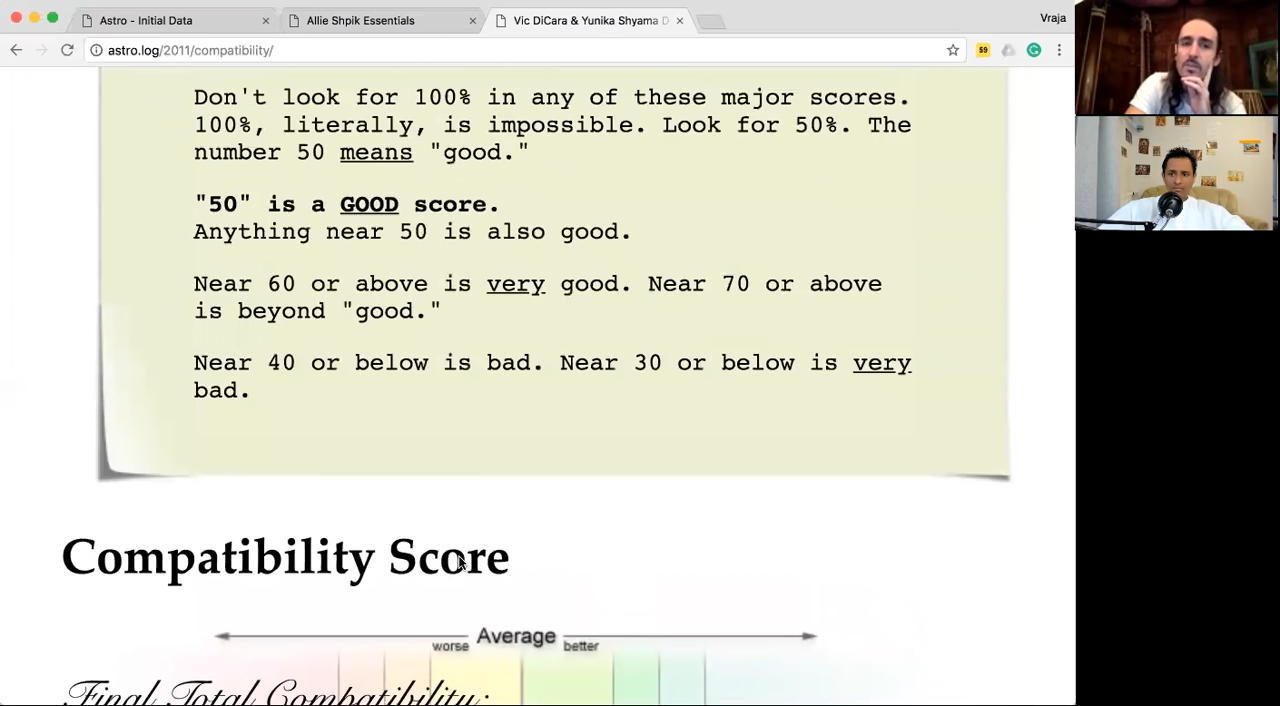 Astro - Initial Data
Allie Shpik Essentials
Vic DiCara & Yunika Shyama D
Vraja
astro.log/2011/compatibility/
59
Don't look for 100% in any of these major scores.
100%, literally, is impossible. Look for 50%. The
number 50 means "good."
"50" is a GOOD score.
Anything near 50 is also good.
Near 60 or above is very good. Near 70 or above
is beyond "good."
Near 40 or below is bad. Near 30 or below is very
bad.
Compatibility Score
Average
worse
better
Final Total Compatibility: